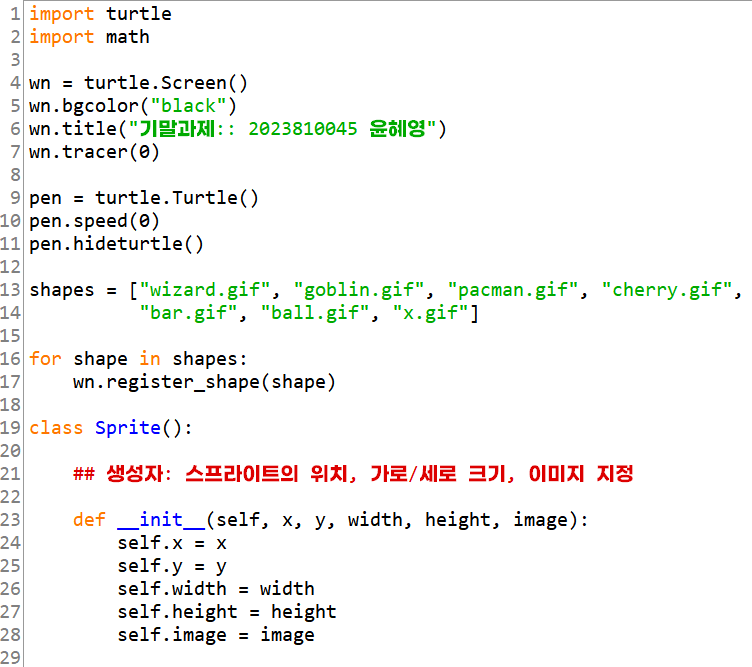 1 import turtle
2 import math
3
4 wn = turtle.Screen()
5 wn.bgcolor("black")
6 wn.title("기말과제:: 2023810045 윤혜영")
7 wn.tracer(0)
8
9 pen = turtle.Turtle()
10 pen.speed(0)
11 pen.hideturtle()
12
13 shapes = ["wizard.gif", "goblin.gif", "pacman.gif", "cherry.gif",
14           "bar.gif", "ball.gif", "x.gif"]
15
16 for shape in shapes:
17     wn.register_shape(shape)
18
19 class Sprite():
20
21     ## 생성자: 스프라이트의 위치, 가로/세로 크기, 이미지 지정
22
23     def __init__(self, x, y, width, height, image):
24         self.x = x
25         self.y = y
26         self.width = width
27         self.height = height
28         self.image = image
29